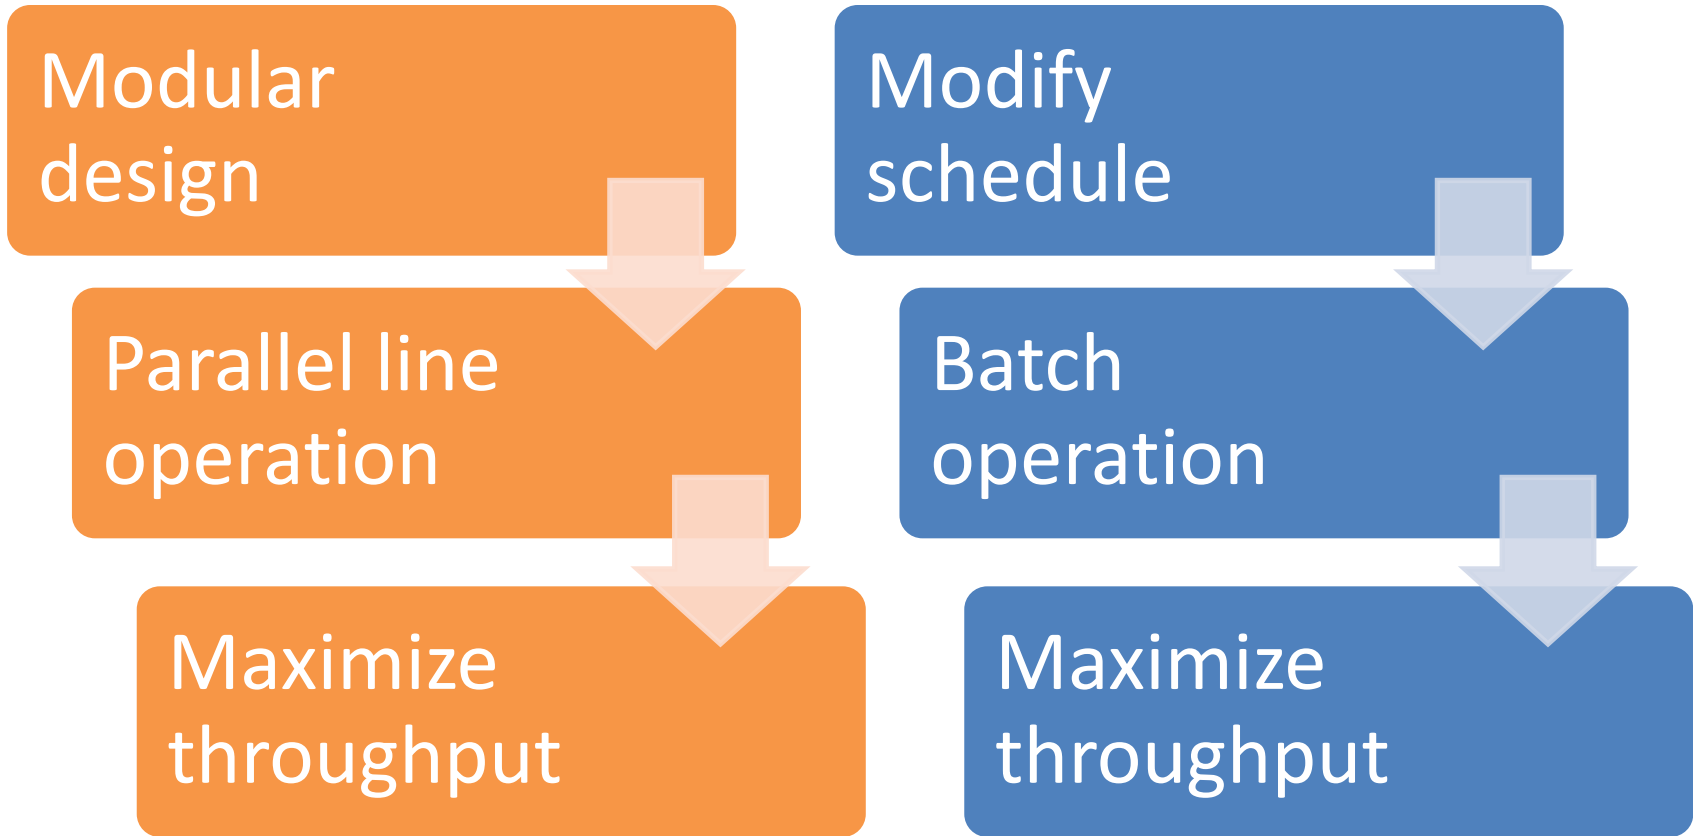 Modular
design
Parallel line
operation
Maximize
throughput
Modify
schedule
Batch
operation
Maximize
throughput